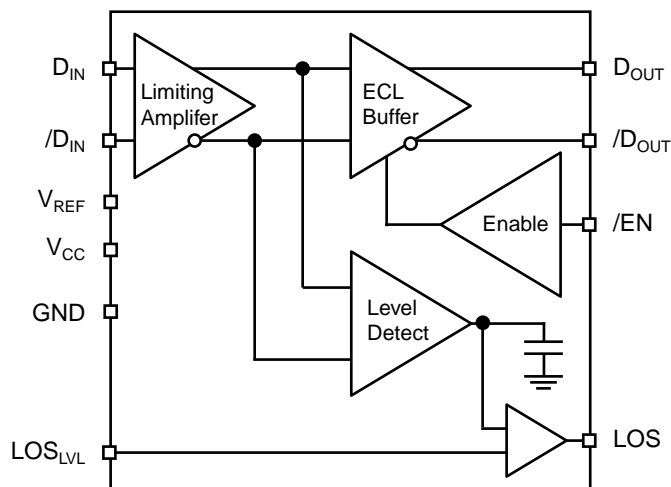 D_IN
Limiting
Amplifer
ECL
Buffer
D_OUT
/D_IN
/D_OUT
V_REF
Enable
/EN
V_CC
GND
Level
Detect
LOS_LVL
LOS